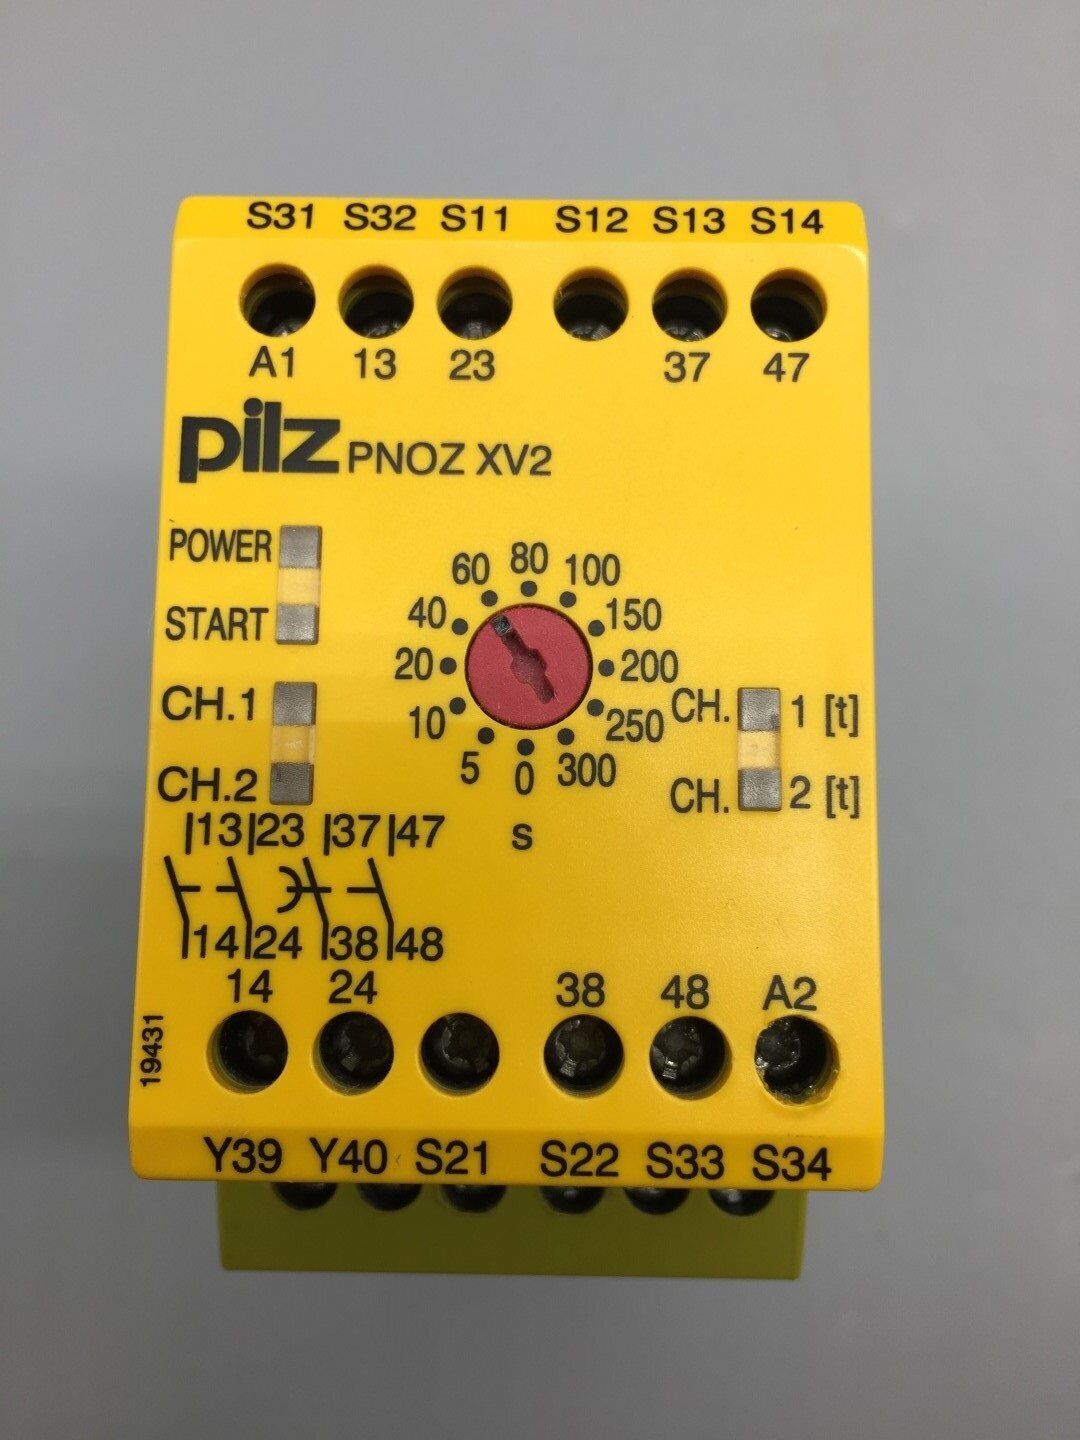 S31 S32 S11 S12 S13 S14
A1 13 23 37 47
pilz PNOZ XV2
POWER
START
CH.1
CH.2
60 80 100
40 150
20 200
10 250
5 0 300
s
CH. 1 [t]
CH. 2 [t]
13 23 37 47
14 24 38 48
14 24 38 48 A2
19431
Y39 Y40 S21 S22 S33 S34